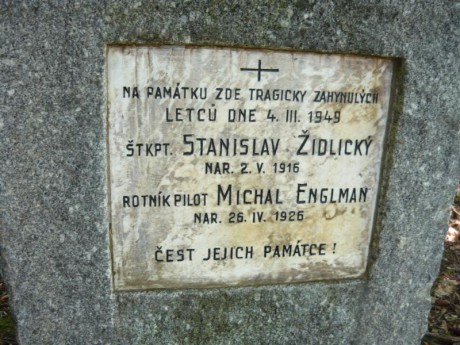 NA PAMÁTKU ZDE TRAGICKY ZAHYNULÝCH
LETCŮ DNE 4. III. 1949
ŠTKPT. STANISLAV ŽIDLICKÝ
NAR. 2. V. 1916
ROTNÍK PILOT MICHAL ENGLMAN
NAR. 26. IV. 1926
ČEST JEJICH PAMÁTCE !